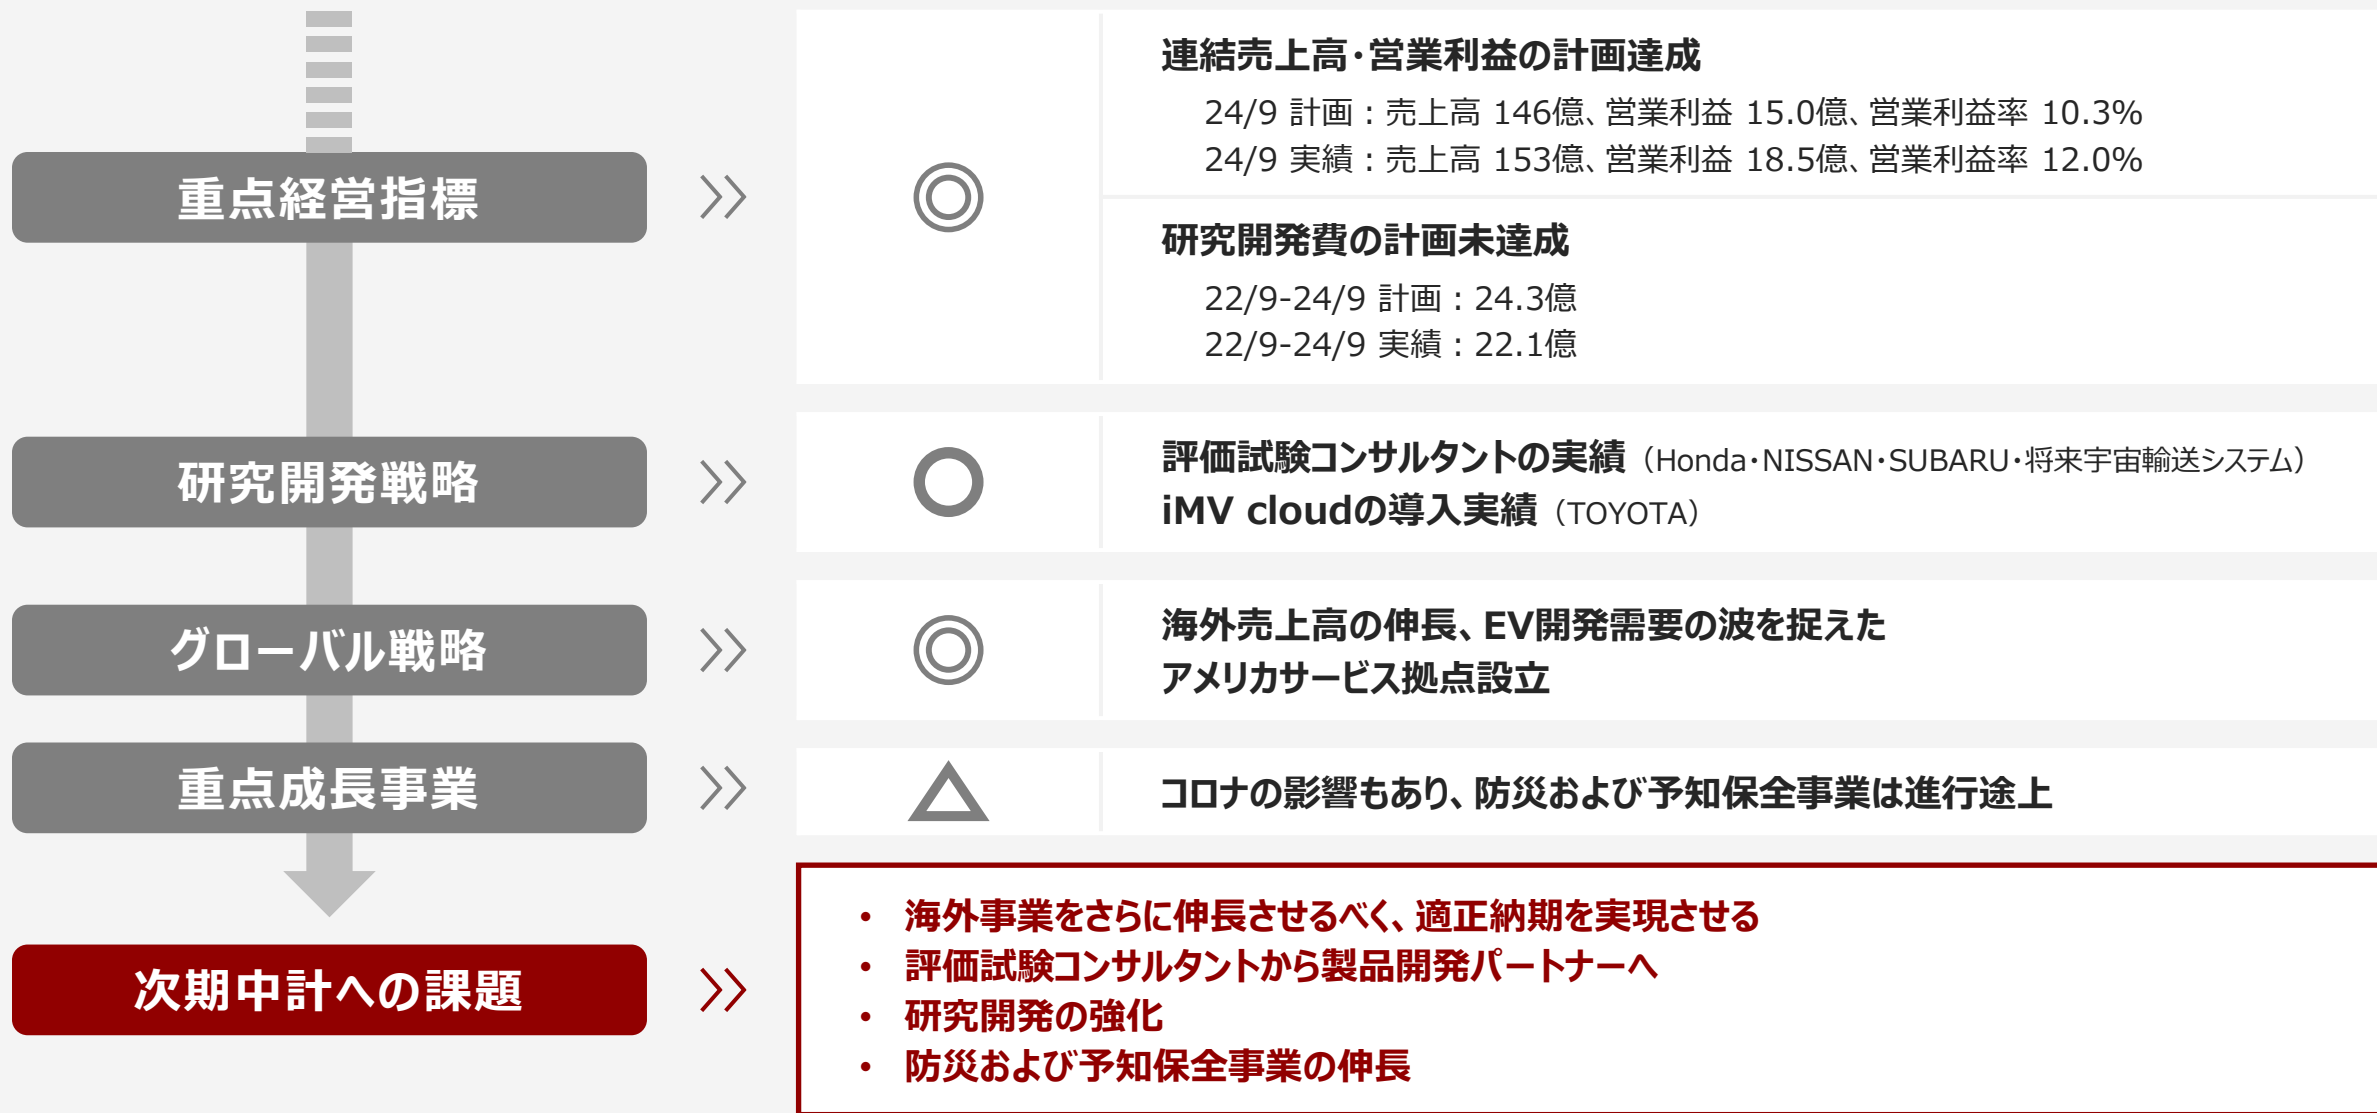 重点経営指標
連結売上高・営業利益の計画達成
24/9 計画：売上高 146億、営業利益 15.0億、営業利益率 10.3%
24/9 実績：売上高 153億、営業利益 18.5億、営業利益率 12.0%
研究開発費の計画未達成
22/9-24/9 計画：24.3億
22/9-24/9 実績：22.1億
研究開発戦略
評価試験コンサルタントの実績（Honda・NISSAN・SUBARU・将来宇宙輸送システム）
iMV cloudの導入実績（TOYOTA）
グローバル戦略
海外売上高の伸長、EV開発需要の波を捉えた
アメリカサービス拠点設立
重点成長事業
コロナの影響もあり、防災および予知保全事業は進行途上
次期中計への課題
• 海外事業をさらに伸長させるべく、適正納期を実現させる
• 評価試験コンサルタントから製品開発パートナーへ
• 研究開発の強化
• 防災および予知保全事業の伸長